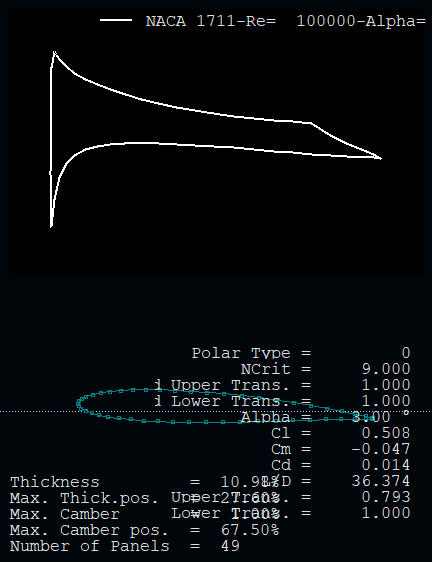 NACA 1711-Re=  100000-Alpha=
Polar Type = 0
NCrit = 9.000
i Upper Trans. = 1.000
i Lower Trans. = 1.000
Alpha = 3.00 °
Cl = 0.508
Cm = -0.047
Cd = 0.014
L/D = 36.374
Thickness = 10.98%
Upper Trans. = 0.793
Max. Thick.pos. = 27.60%
Lower Trans. = 1.000
Max. Camber =
Max. Camber pos. = 67.50%
Number of Panels = 49